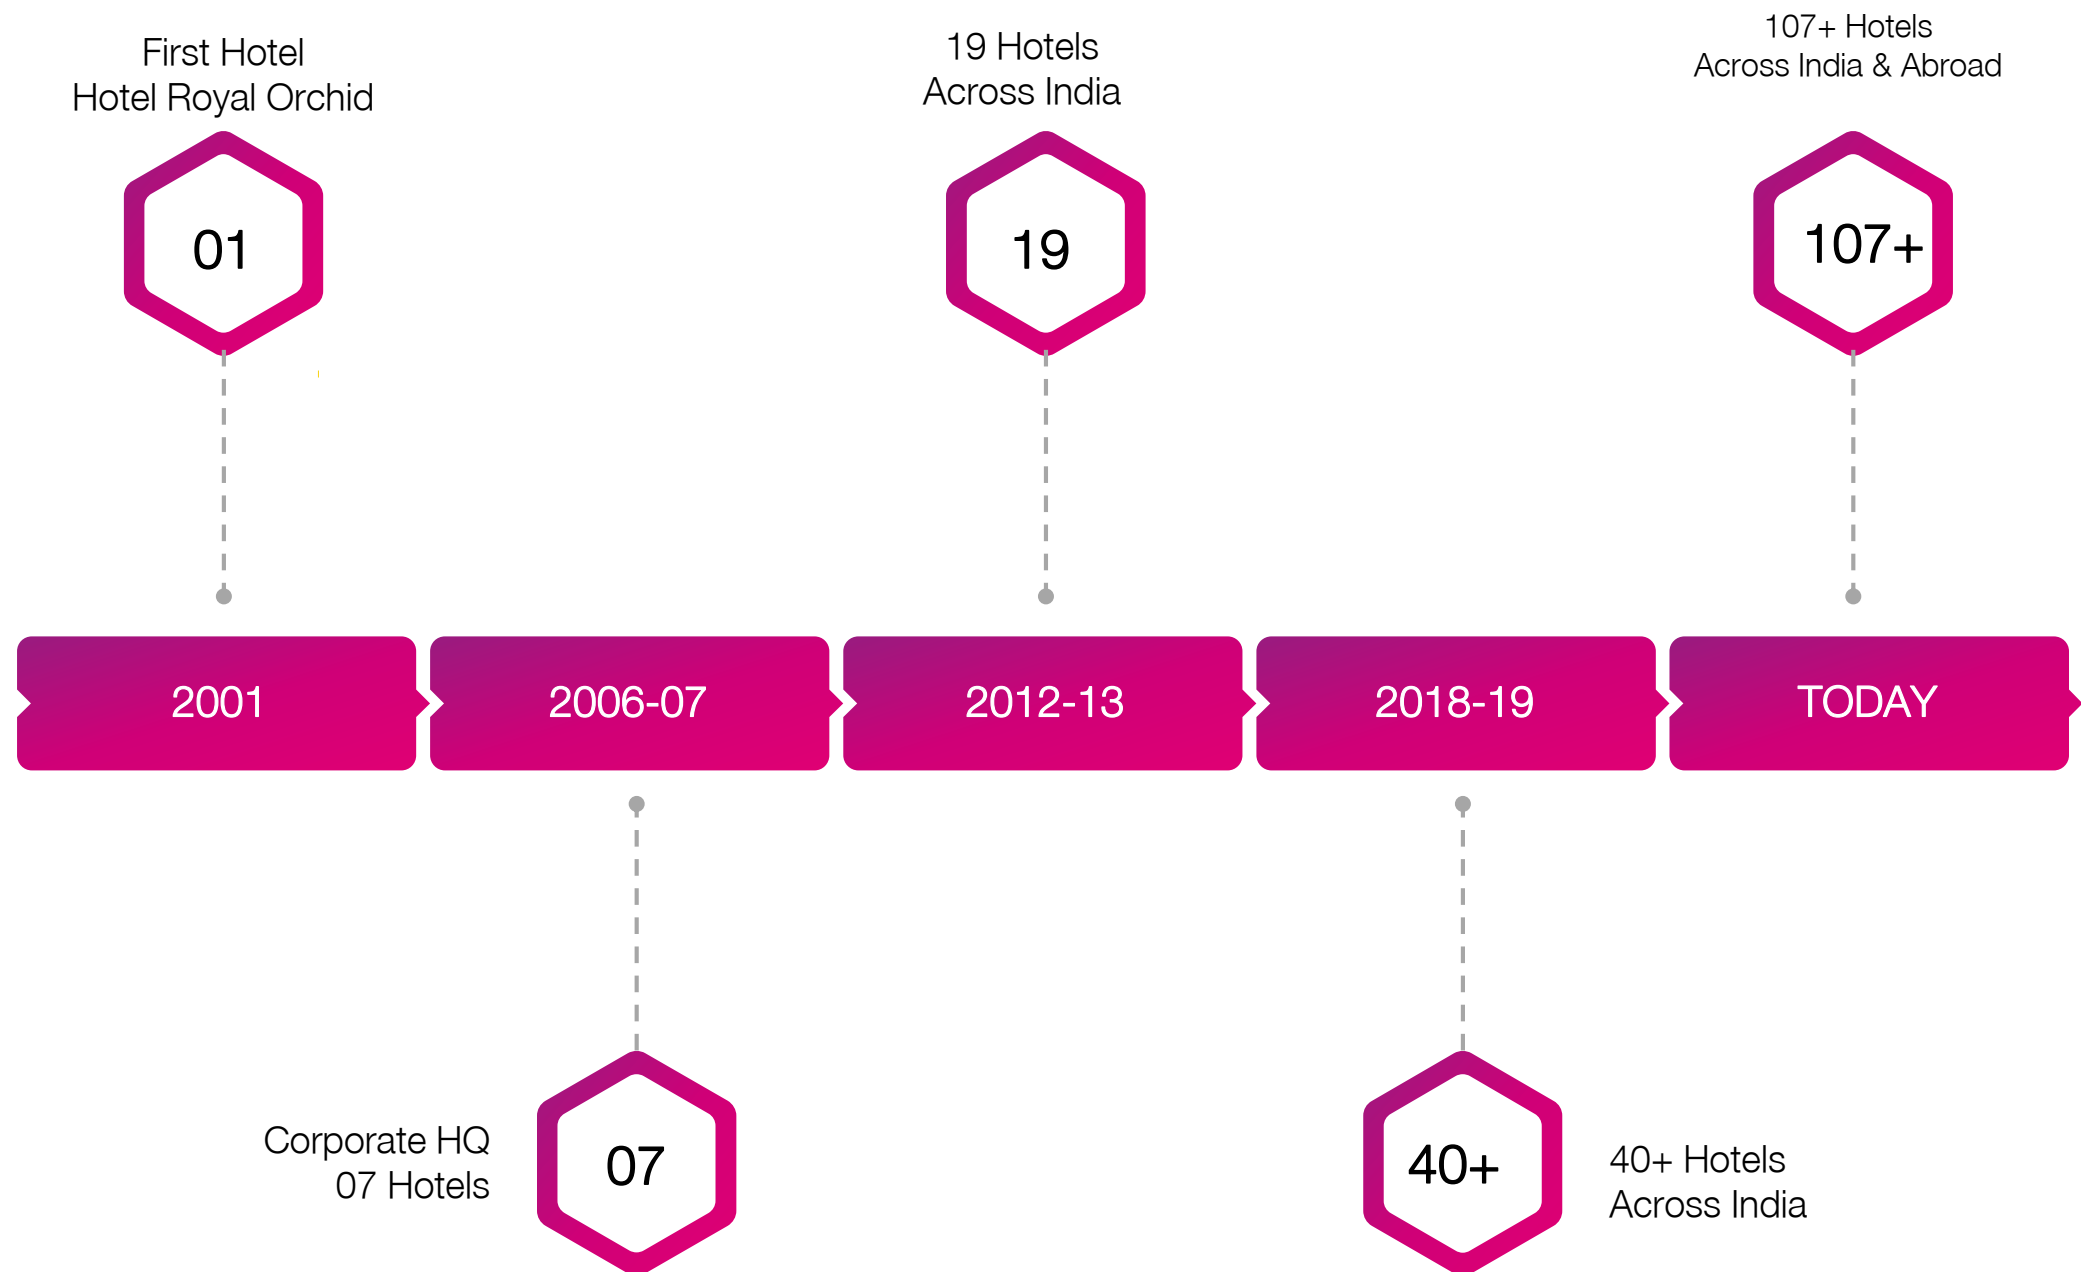 First Hotel
Hotel Royal Orchid
19 Hotels
Across India
107+ Hotels
Across India & Abroad
01
19
107+
2001
2006-07
2012-13
2018-19
TODAY
Corporate HQ
07 Hotels
07
40+
40+ Hotels
Across India